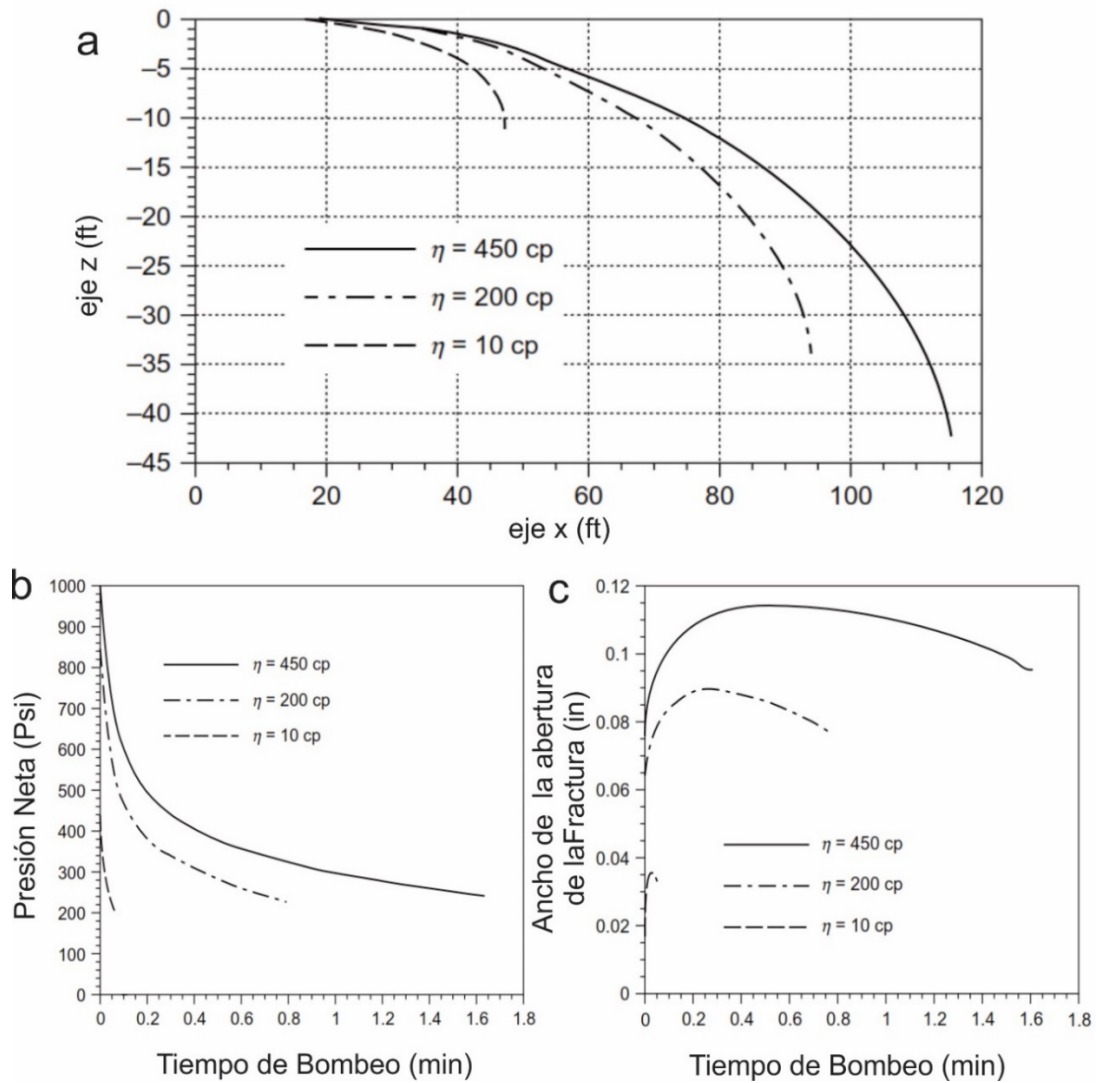 a
0
–5
–10
–15
–20
–25
–30
–35
–40
–45
eje z (ft)
η = 450 cp
η = 200 cp
η = 10 cp
0 20 40 60 80 100 120
eje x (ft)
b
1000
900
800
700
600
500
400
300
200
100
0
Presión Neta (Psi)
η = 450 cp
η = 200 cp
η = 10 cp
0 0.2 0.4 0.6 0.8 1 1.2 1.4 1.6 1.8
Tiempo de Bombeo (min)
c
0.12
0.1
0.08
0.06
0.04
0.02
0
Ancho de la abertura
de laFractura (in)
η = 450 cp
η = 200 cp
η = 10 cp
0 0.2 0.4 0.6 0.8 1 1.2 1.4 1.6 1.8
Tiempo de Bombeo (min)